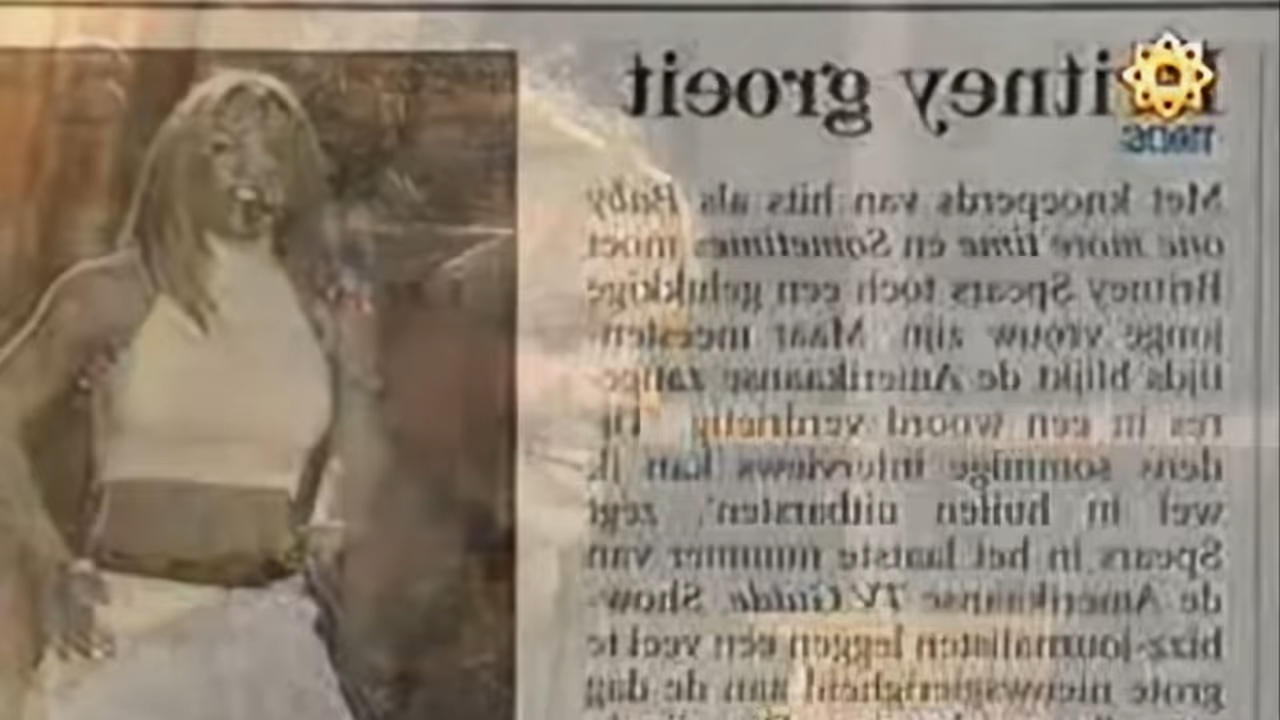 Britney groeit
TROS
Met knoeperds van hits als Baby
one more time en Sometimes moet
Britney Spears toch een gelukkige
jonge vrouw zijn. Maar meesten-
tijds blijkt de Amerikaanse zange-
res in een woord verdrietig. 'Tij-
dens sommige interviews kan ik
wel in huilen uitbarsten', zegt
Spears in het laatste nummer van
de Amerikaanse TV Guide. Show-
bizz-journalisten leggen een veel te
grote nieuwsgierigheid aan de dag